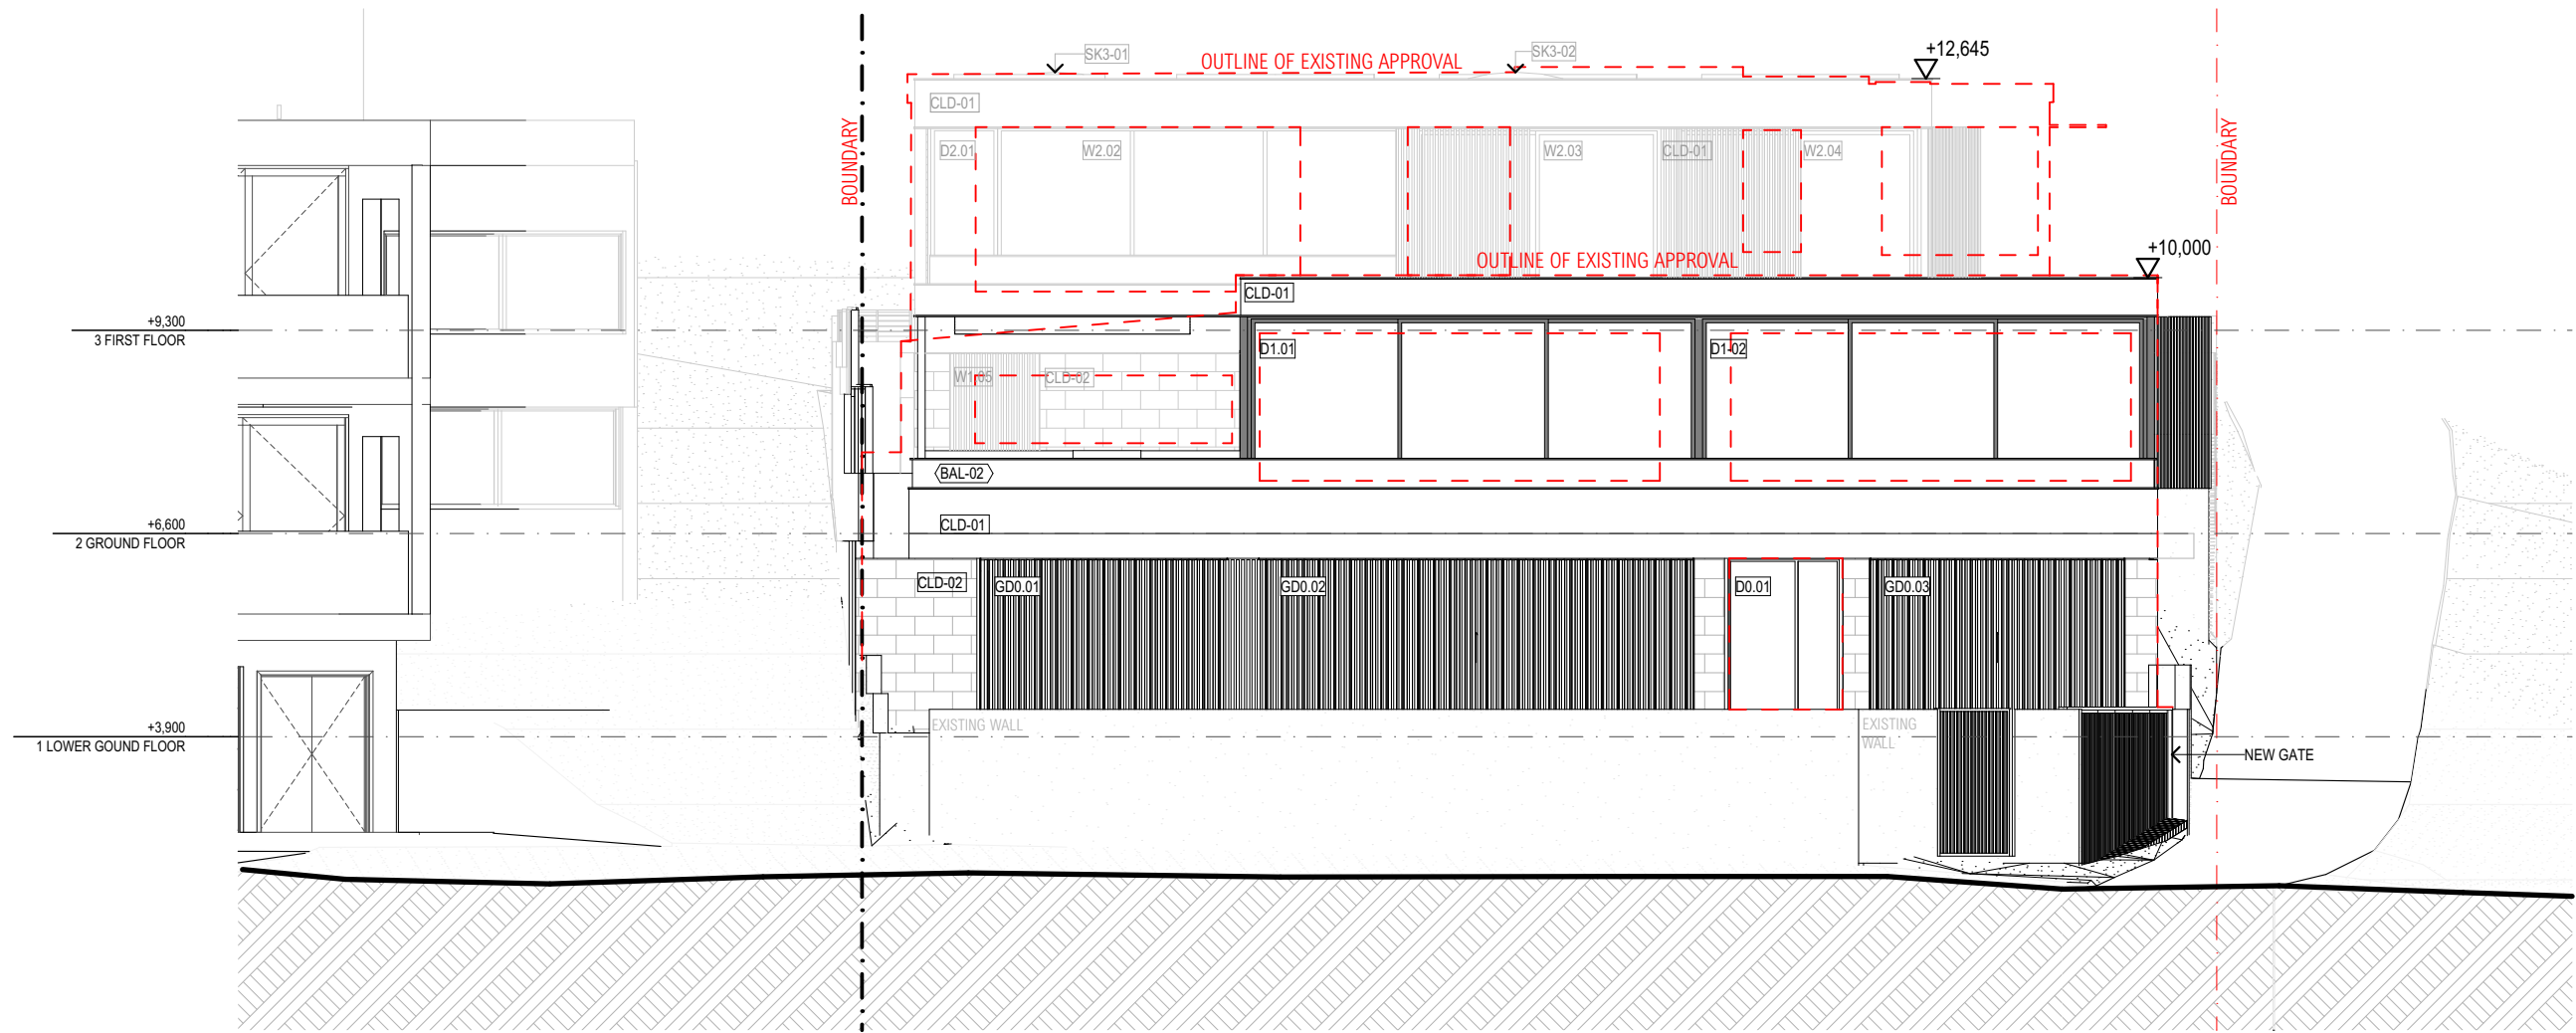 SK3-01
OUTLINE OF EXISTING APPROVAL
SK3-02
+12,645
CLD-01
BOUNDARY
BOUNDARY
D2.01
W2.02
W2.03
CLD-01
W2.04
+10,000
OUTLINE OF EXISTING APPROVAL
CLD-01
+9,300
3 FIRST FLOOR
D1.01
D1-02
W1.05
CLD-02
BAL-02
+6,600
2 GROUND FLOOR
CLD-01
CLD-02
GD0.01
GD0.02
D0.01
GD0.03
+3,900
1 LOWER GOUND FLOOR
EXISTING WALL
EXISTING
WALL
NEW GATE